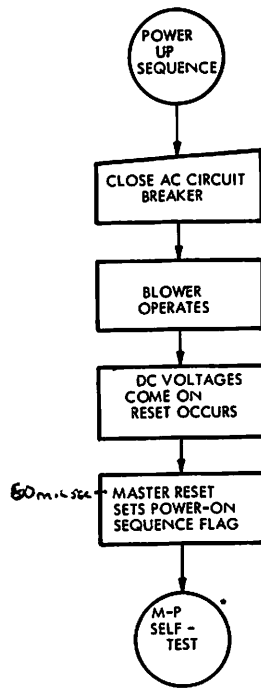 POWER
UP
SEQUENCE
CLOSE AC CIRCUIT
BREAKER
BLOWER
OPERATES
DC VOLTAGES
COME ON
RESET OCCURS
MASTER RESET
SETS POWER-ON
SEQUENCE FLAG
M-P
SELF -
TEST